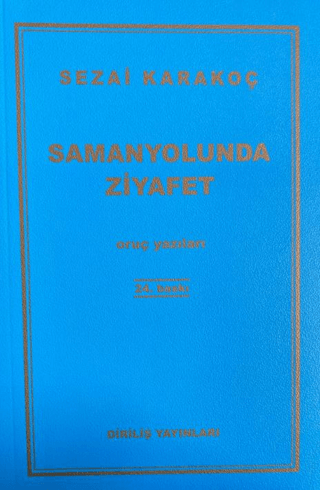 SEZAİ KARAKOÇ
SAMANYOLUNDA
ZİYAFET
oruç yazıları
24. baskı
DİRİLİŞ YAYINLARI